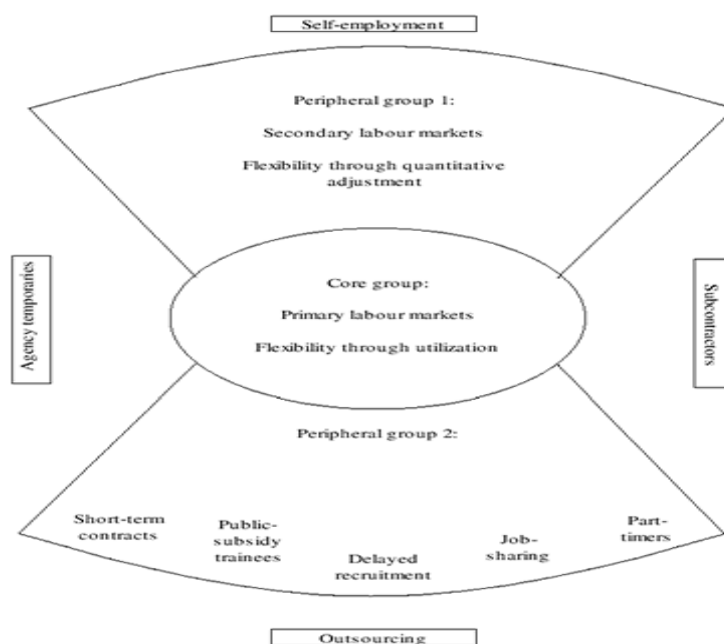 Self-employment
Peripheral group 1:
Secondary labour markets
Flexibility through quantitative
adjustment
Agency temporaries
Core group:
Primary labour markets
Flexibility through utilization
Subcontractors
Peripheral group 2:
Short-term
contracts
Public-
subsidy
trainees
Delayed
recruitment
Job-
sharing
Part-
timers
Outsourcing